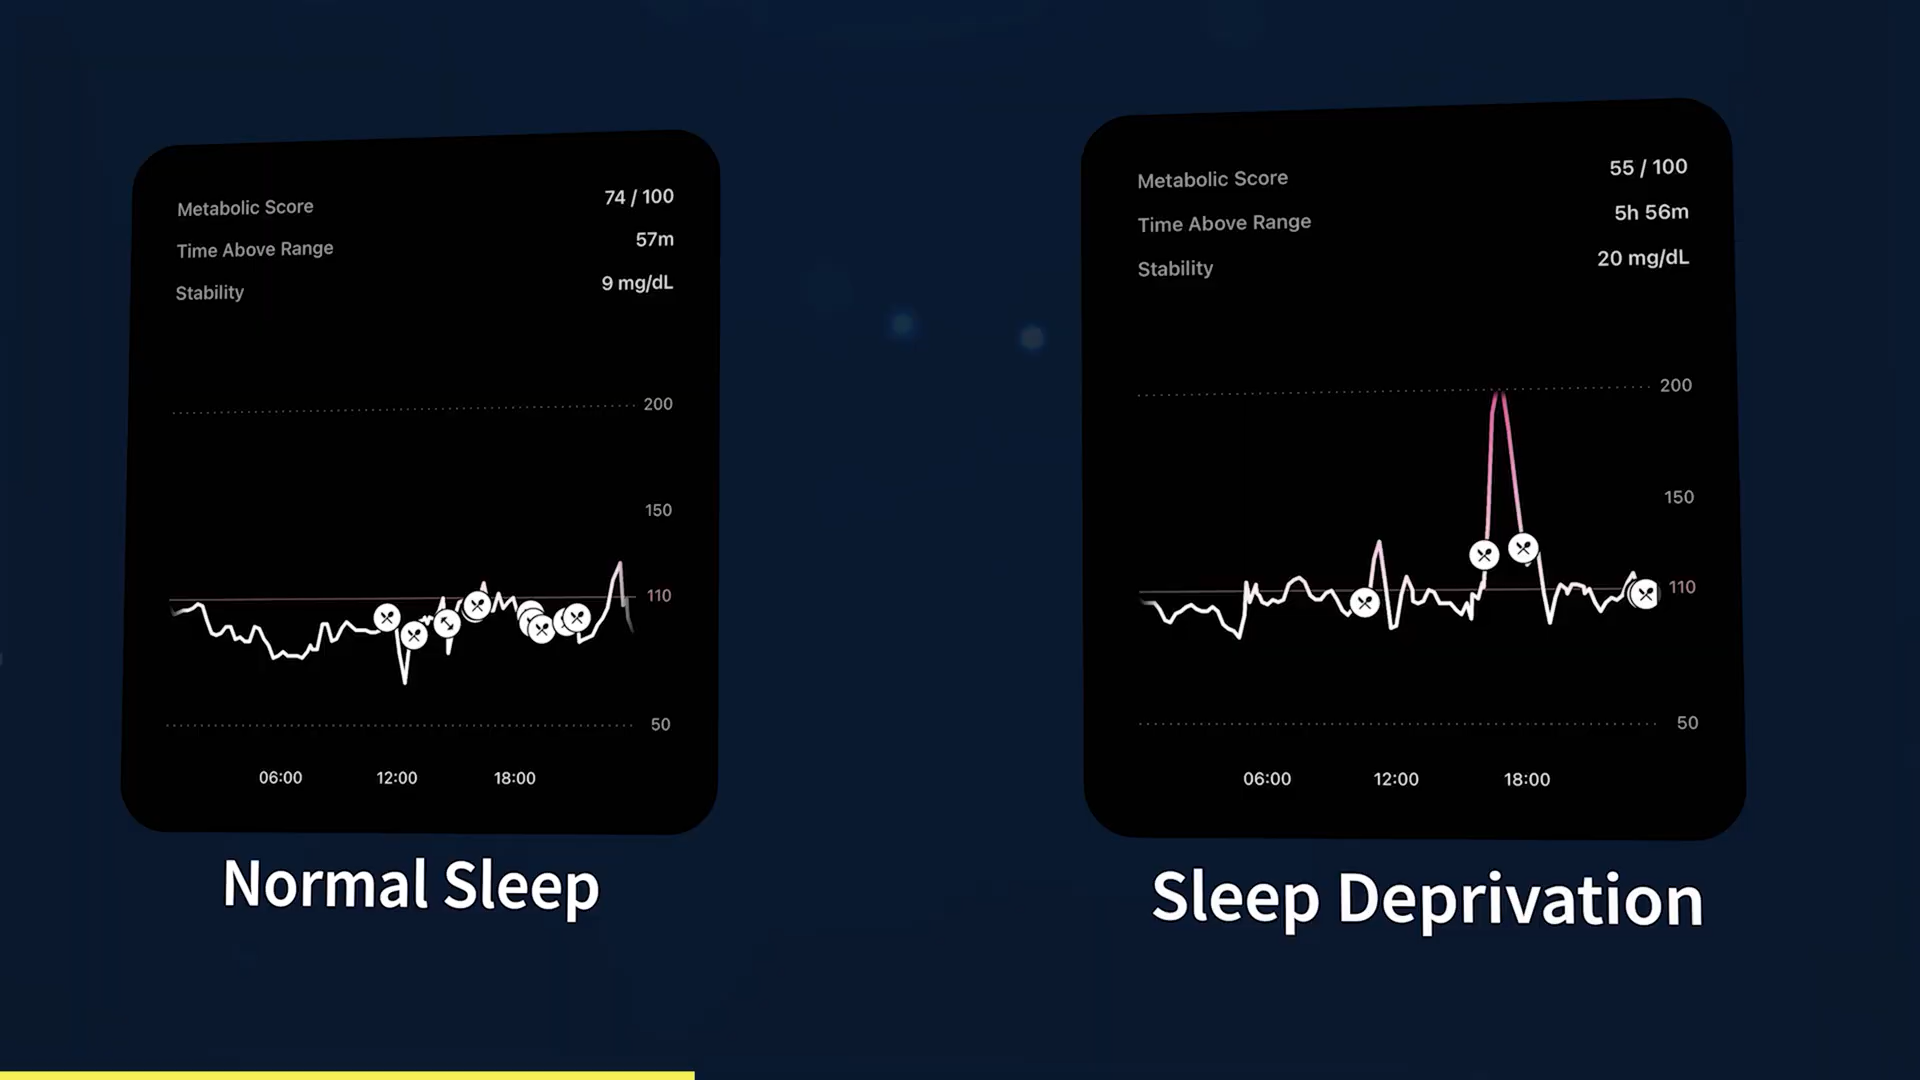 Metabolic Score 74 / 100
Time Above Range 57m
Stability 9 mg/dL
200
150
110
50
06:00 12:00 18:00
Normal Sleep
Metabolic Score 55 / 100
Time Above Range 5h 56m
Stability 20 mg/dL
200
150
110
50
06:00 12:00 18:00
Sleep Deprivation